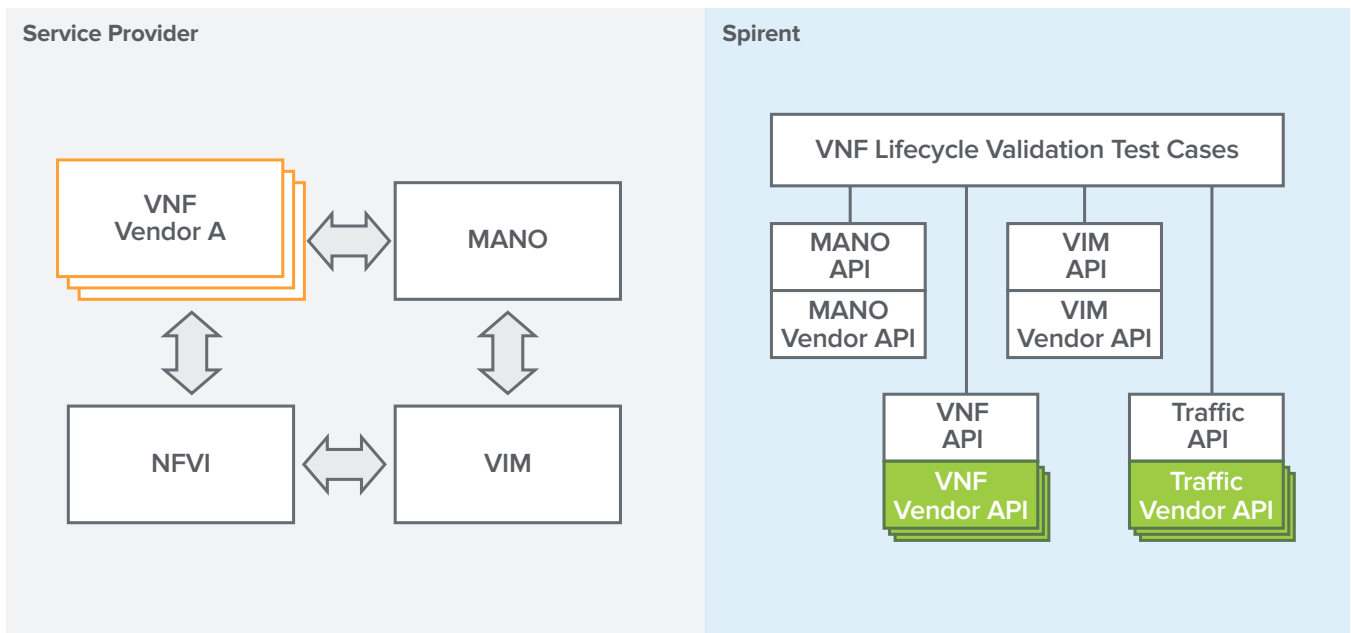 Service Provider
VNF
Vendor A
MANO
NFVI
VIM
Spirent
VNF Lifecycle Validation Test Cases
MANO
API
MANO
Vendor API
VIM
API
VIM
Vendor API
VNF
API
VNF
Vendor API
Traffic
API
Traffic
Vendor API